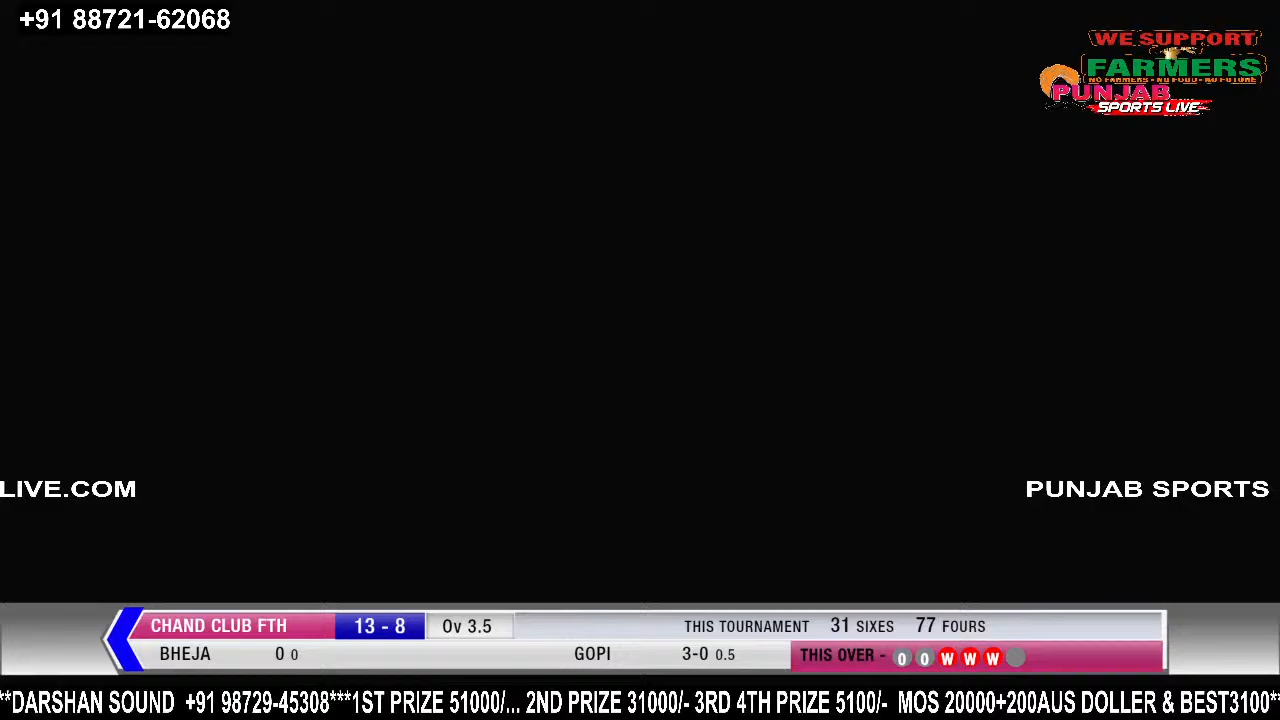 +91 88721-62068
WE SUPPORT
FARMERS
NO FARMERS - NO FOOD - NO FUTURE
PUNJAB
SPORTS LIVE
LIVE.COM
PUNJAB SPORTS
CHAND CLUB FTH 13 - 8 Ov 3.5 THIS TOURNAMENT 31 SIXES 77 FOURS
BHEJA 0 0 GOPI 3-0 0.5 THIS OVER - 0 0 W W W
**DARSHAN SOUND +91 98729-45308***1ST PRIZE 51000/... 2ND PRIZE 31000/- 3RD 4TH PRIZE 5100/- MOS 20000+200AUS DOLLER & BEST3100**